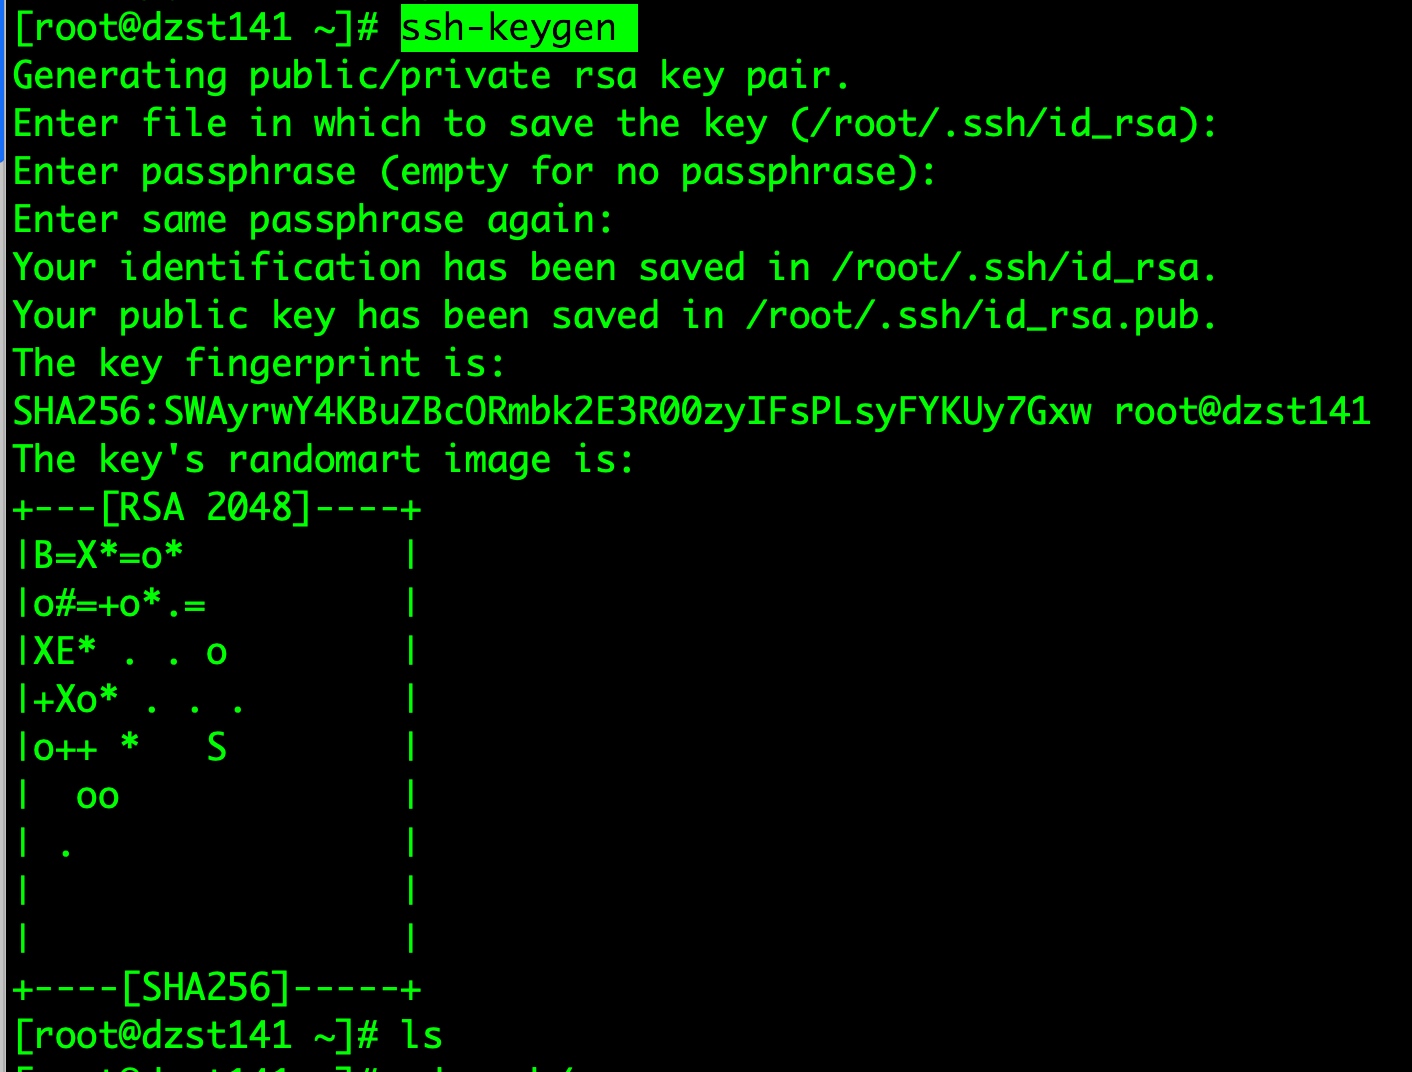 [root@dzst141 ~]# ssh-keygen
Generating public/private rsa key pair.
Enter file in which to save the key (/root/.ssh/id_rsa):
Enter passphrase (empty for no passphrase):
Enter same passphrase again:
Your identification has been saved in /root/.ssh/id_rsa.
Your public key has been saved in /root/.ssh/id_rsa.pub.
The key fingerprint is:
SHA256:SWAyrwY4KBuZBcORmbk2E3R00zyIFsPLsyFYKUy7Gxw root@dzst141
The key's randomart image is:
+---[RSA 2048]----+
|B=X*=o*          |
|o#=+o*.=         |
|XE* . . o        |
|+Xo* . . .       |
|o++ *   S        |
|  oo             |
| .               |
|                 |
|                 |
+----[SHA256]-----+
[root@dzst141 ~]# ls